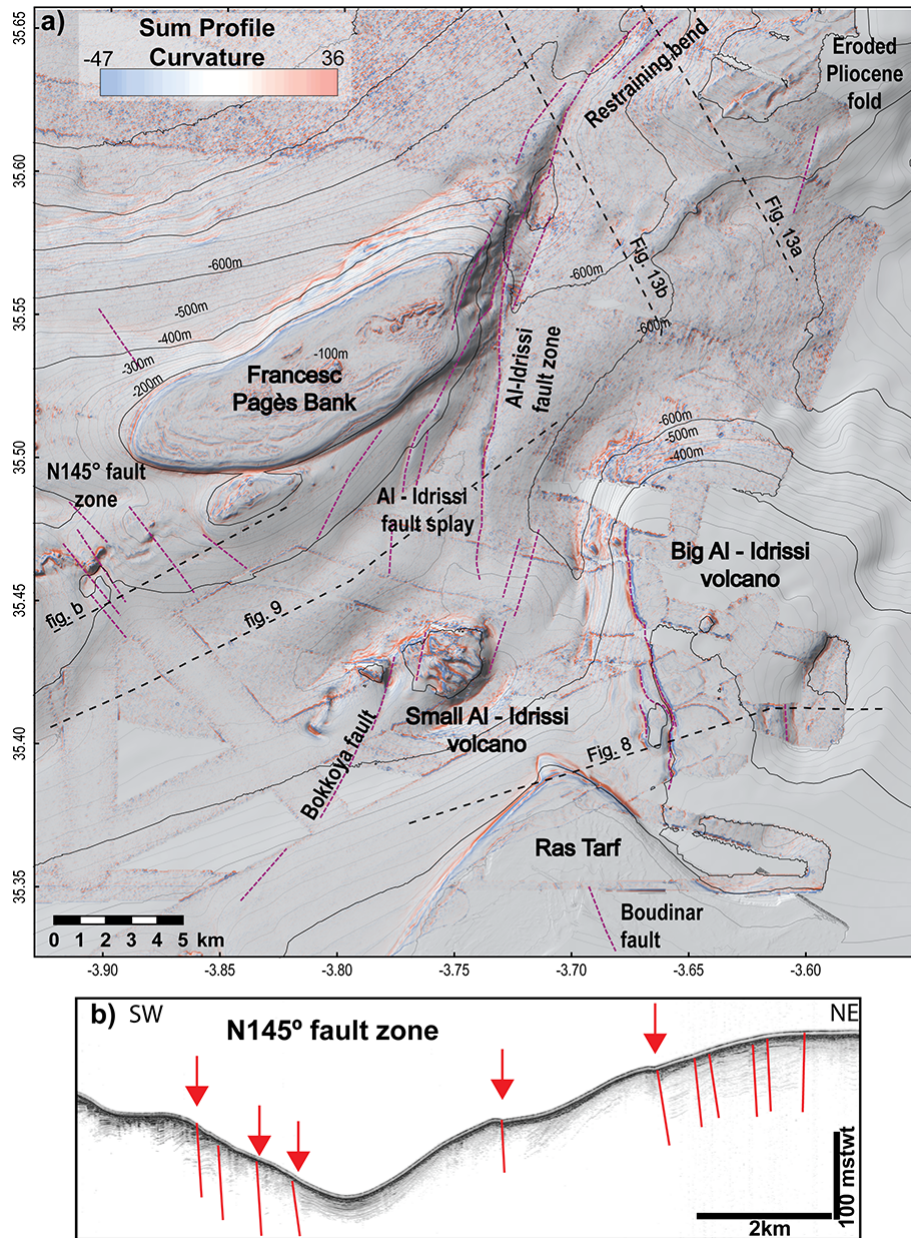 a)
Sum Profile
Curvature
-47
36
Restraining bend
Eroded
Pliocene
fold
35.65
35.60
35.55
35.50
35.45
35.40
35.35
Fig. 13a
Fig. 13b
-600m
-500m
-400m
-300m
-200m
-100m
-600m
-600m
Francesc
Pagès Bank
Al-Idrissi
fault zone
-600m
-500m
-400m
N145º fault
zone
Al - Idrissi
fault splay
Big Al - Idrissi
volcano
fig. b
fig. 9
Small Al - Idrissi
volcano
Bokkoya fault
Fig. 8
Ras Tarf
Boudinar
fault
0 1 2 3 4 5 km
-3.90
-3.85
-3.80
-3.75
-3.70
-3.65
-3.60
b) SW
N145º fault zone
NE
100 mstwt
2km